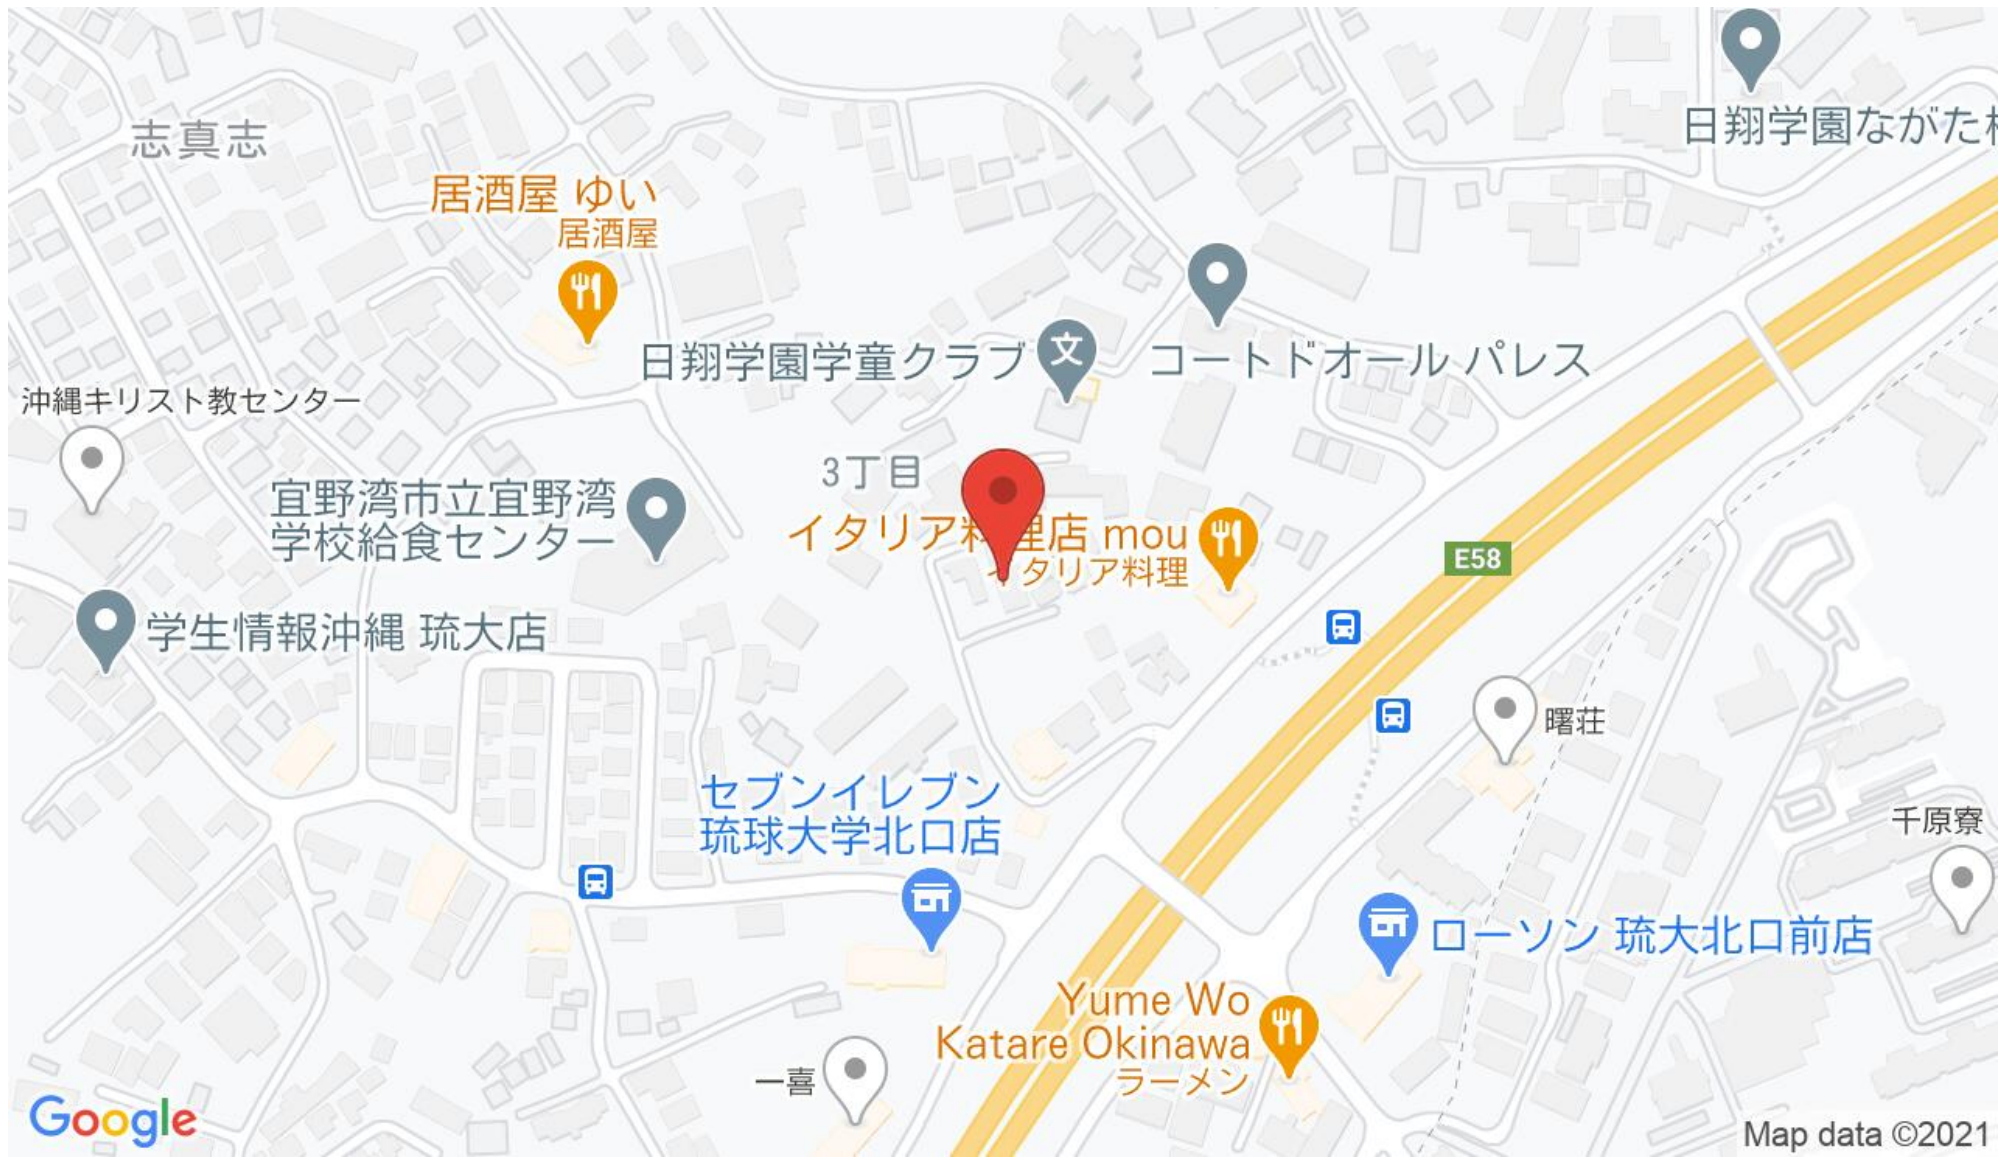 日翔学園ながた
志真志
居酒屋 ゆい
居酒屋
日翔学園学童クラブ
文
コートドオール パレス
沖縄キリスト教センター
3丁目
宜野湾市立宜野湾
学校給食センター
イタリア料理店 mou
イタリア料理
E58
学生情報沖縄 琉大店
曙荘
セブンイレブン
琉球大学北口店
千原寮
ローソン 琉大北口前店
Yume Wo
Katare Okinawa
ラーメン
一喜
Google
Map data ©2021